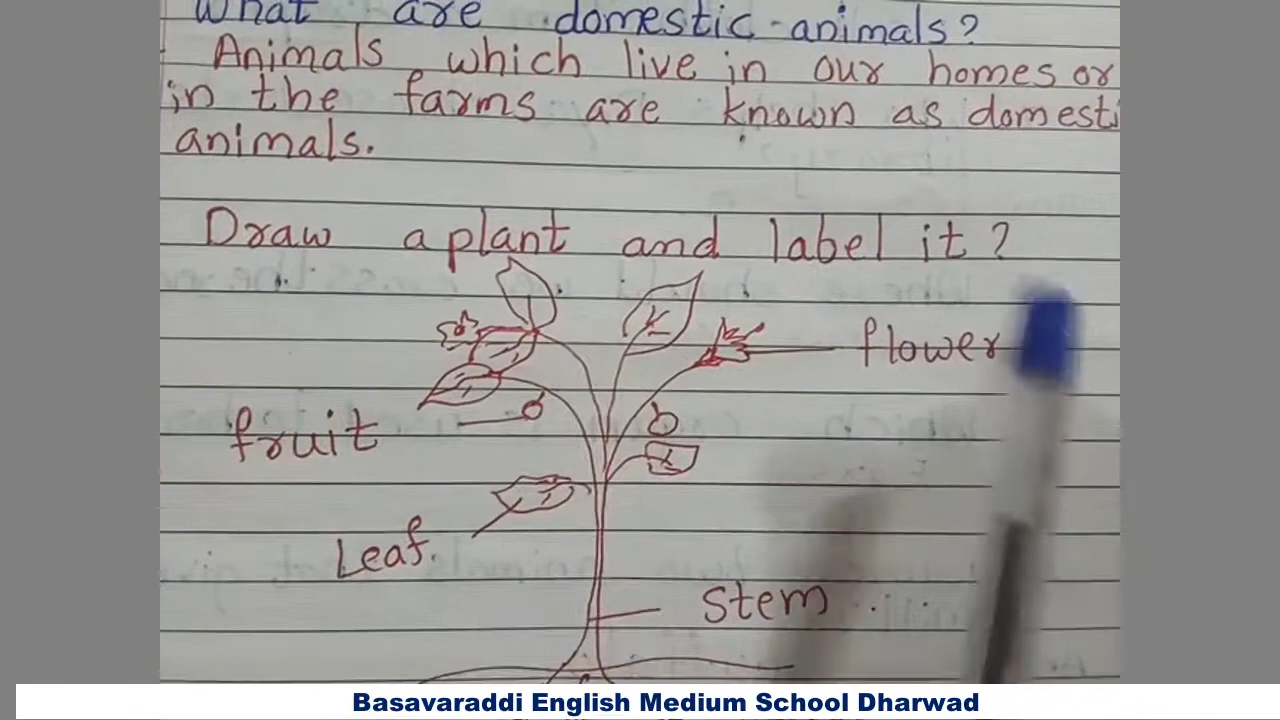 What are domestic animals?
Animals which live in our homes or
in the farms are known as domesti
animals.
Draw a plant and label it?
flower
fruit
Leaf.
Stem
Basavaraddi English Medium School Dharwad